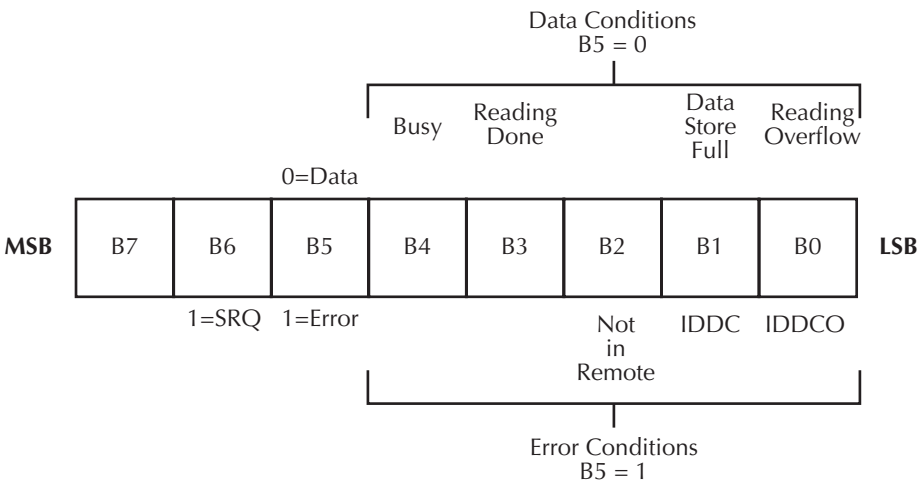 Data Conditions
B5 = 0
Busy
Reading
Done
Data
Store
Full
Reading
Overflow
0=Data
MSB
B7
B6
B5
B4
B3
B2
B1
B0
LSB
1=SRQ
1=Error
Not
in
Remote
IDDC
IDDCO
Error Conditions
B5 = 1